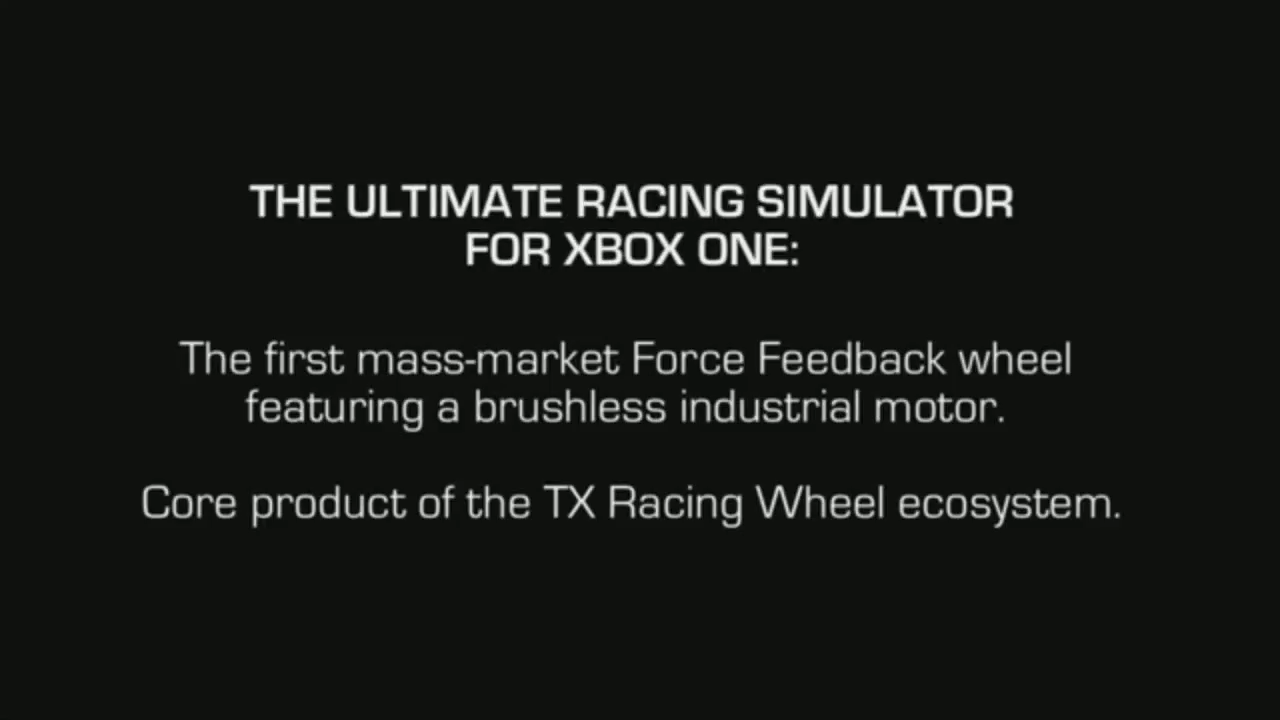 THE ULTIMATE RACING SIMULATOR
FOR XBOX ONE:
The first mass-market Force Feedback wheel
featuring a brushless industrial motor.
Core product of the TX Racing Wheel ecosystem.